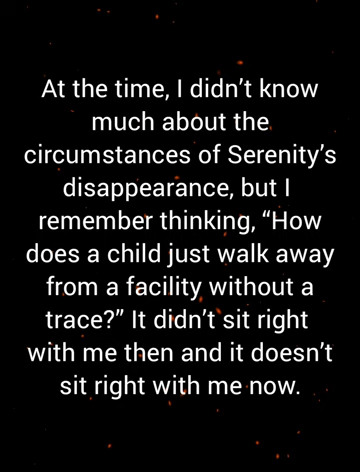 At the time, I didn’t know
much about the
circumstances of Serenity’s
disappearance, but I
remember thinking, “How
does a child just walk away
from a facility without a
trace?” It didn’t sit right
with me then and it doesn’t
sit right with me now.